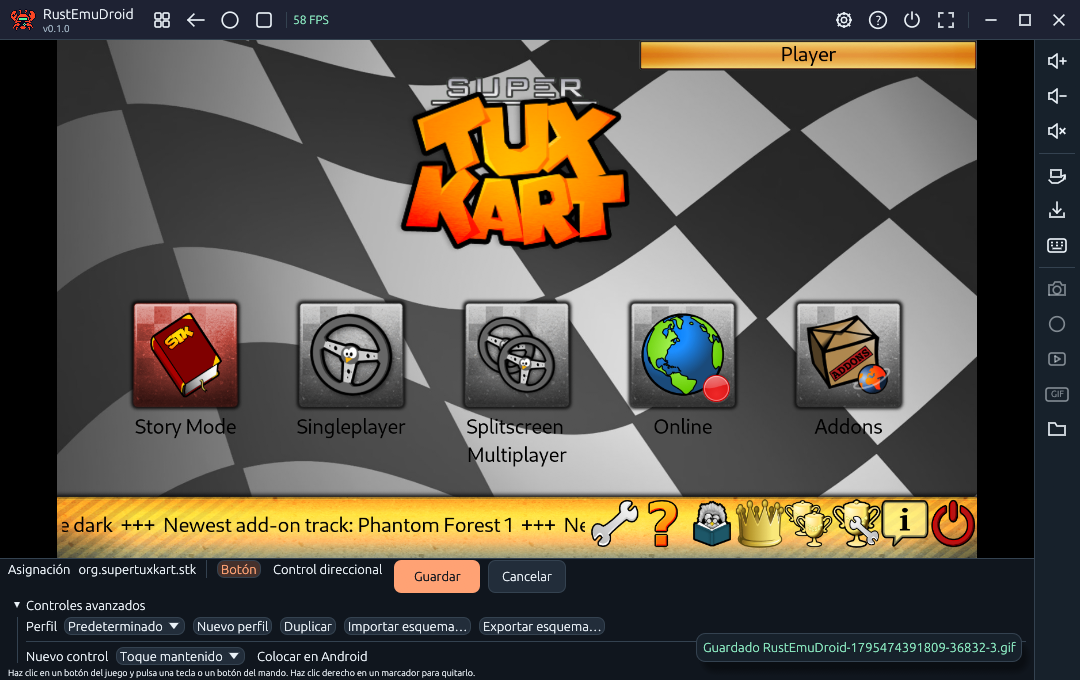 RustEmuDroid
v0.1.0
58 FPS
Player
SUPER
TUX
KART
STK
ADDONS
Story Mode
Singleplayer
Splitscreen
Multiplayer
Online
Addons
GIF
e dark +++ Newest add-on track: Phantom Forest 1 +++ Ne
Asignación org.supertuxkart.stk Botón Control direccional Guardar Cancelar
▼ Controles avanzados
Perfil Predeterminado ▼ Nuevo perfil Duplicar Importar esquema... Exportar esquema...
Nuevo control Toque mantenido ▼ Colocar en Android
Guardado RustEmuDroid-1795474391809-36832-3.gif
Haz clic en un botón del juego y pulsa una tecla o un botón del mando. Haz clic derecho en un marcador para quitarlo.